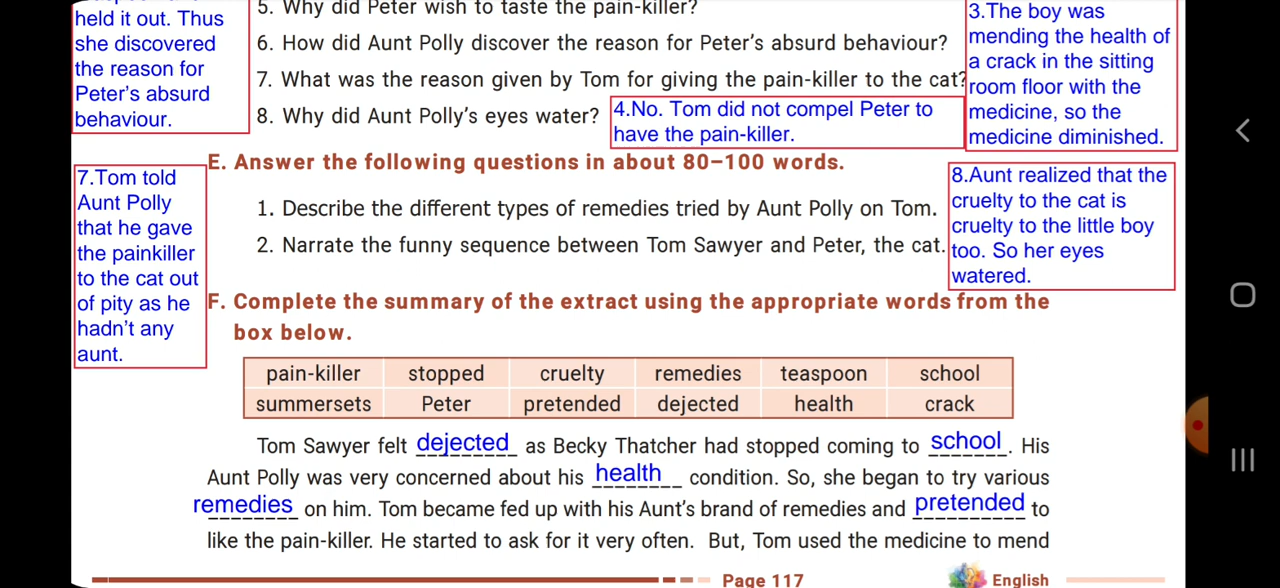 5. Why did Peter wish to taste the pain-killer?
held it out. Thus
she discovered
the reason for
Peter's absurd
behaviour.
6. How did Aunt Polly discover the reason for Peter's absurd behaviour?
7. What was the reason given by Tom for giving the pain-killer to the cat?
8. Why did Aunt Polly's eyes water?
4.No. Tom did not compel Peter to
have the pain-killer.
3.The boy was
mending the health of
a crack in the sitting
room floor with the
medicine, so the
medicine diminished.
E. Answer the following questions in about 80–100 words.
1. Describe the different types of remedies tried by Aunt Polly on Tom.
2. Narrate the funny sequence between Tom Sawyer and Peter, the cat.
7.Tom told
Aunt Polly
that he gave
the painkiller
to the cat out
of pity as he
hadn't any
aunt.
8.Aunt realized that the
cruelty to the cat is
cruelty to the little boy
too. So her eyes
watered.
F. Complete the summary of the extract using the appropriate words from the
box below.
pain-killer stopped cruelty remedies teaspoon school
summersets Peter pretended dejected health crack
Tom Sawyer felt dejected as Becky Thatcher had stopped coming to school. His
Aunt Polly was very concerned about his health condition. So, she began to try various
remedies on him. Tom became fed up with his Aunt's brand of remedies and pretended to
like the pain-killer. He started to ask for it very often. But, Tom used the medicine to mend
Page 117
English